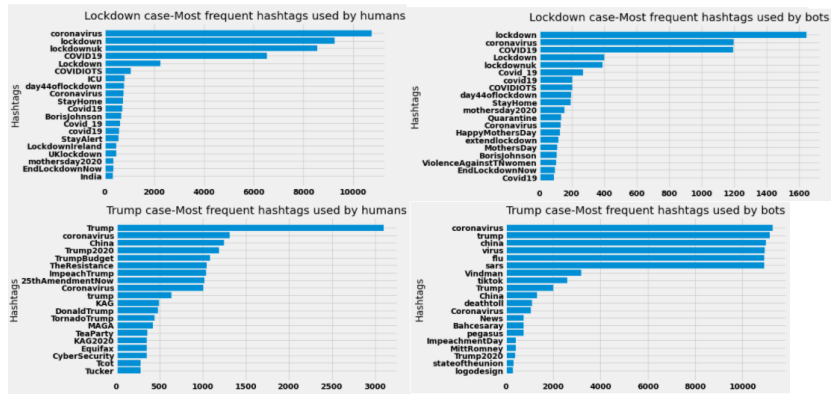 Lockdown case-Most frequent hashtags used by humans
Hashtags
coronavirus
lockdown
lockdownuk
COVID19
Lockdown
COVIDIOTS
ICU
day44oflockdown
Coronavirus
StayHome
Covid19
BorisJohnson
Covid_19
covid19
StayAlert
LockdownIreland
UKlockdown
mothersday2020
EndLockdownNow
India
0 2000 4000 6000 8000 10000
Lockdown case-Most frequent hashtags used by bots
Hashtags
lockdown
coronavirus
COVID19
Lockdown
lockdownuk
Covid_19
covid19
COVIDIOTS
day44oflockdown
StayHome
mothersday2020
Quarantine
Coronavirus
HappyMothersDay
extendlockdown
MothersDay
BorisJohnson
ViolenceAgainstTNwomen
EndLockdownNow
Covid19
0 200 400 600 800 1000 1200 1400 1600
Trump case-Most frequent hashtags used by humans
Hashtags
Trump
coronavirus
China
Trump2020
TrumpBudget
TheResistance
ImpeachTrump
25thAmendmentNow
Coronavirus
trump
KAG
DonaldTrump
TornadoTrump
MAGA
TeaParty
KAG2020
Equifax
CyberSecurity
Tcot
Tucker
0 500 1000 1500 2000 2500 3000
Trump case-Most frequent hashtags used by bots
Hashtags
coronavirus
trump
china
virus
flu
sars
Vindman
tiktok
Trump
China
deathtoll
Coronavirus
News
Bahcesaray
pegasus
ImpeachmentDay
MittRomney
Trump2020
stateoftheunion
logodesign
0 2000 4000 6000 8000 10000